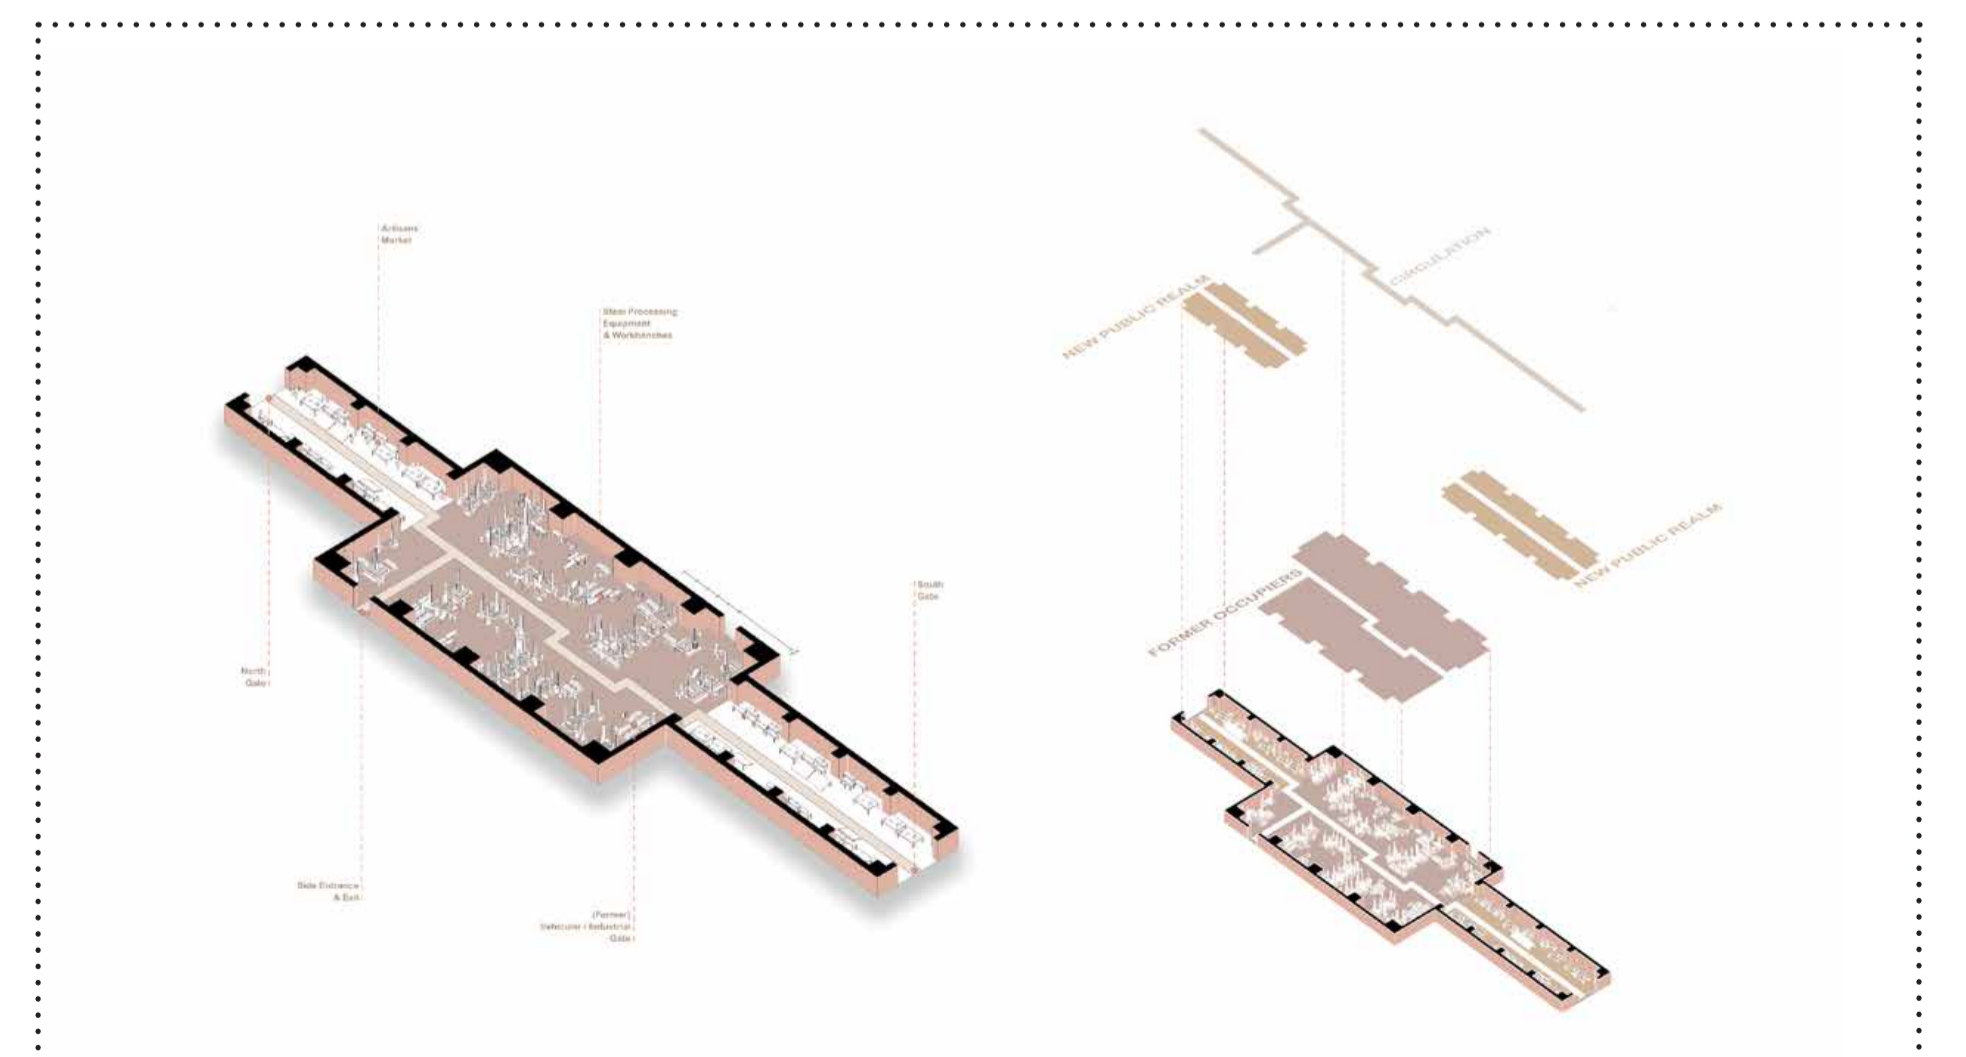 Artisans
Market
Steel Processing
Equipment
& Workbenches
South
Gate
North
Gate
Side Entrance
& Exit
(Former)
Vehicular / Industrial
Gate
CIRCULATION
NEW PUBLIC REALM
NEW PUBLIC REALM
FORMER OCCUPIERS